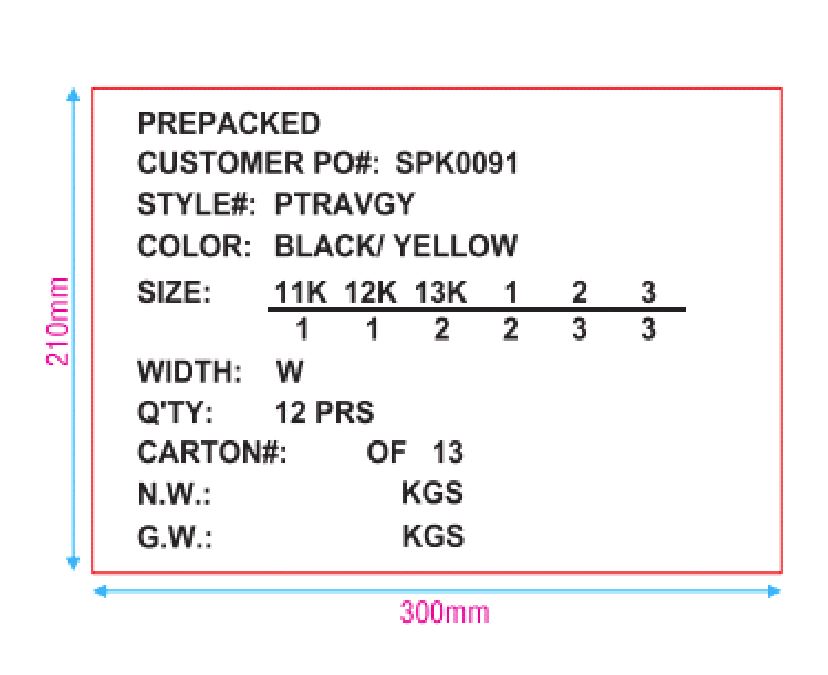 PREPACKED
CUSTOMER PO#: SPK0091
STYLE#: PTRAVGY
COLOR: BLACK/ YELLOW
SIZE: 11K 12K 13K 1 2 3
1 1 2 2 3 3
WIDTH: W
Q'TY: 12 PRS
CARTON#: OF 13
N.W.: KGS
G.W.: KGS
210mm
300mm